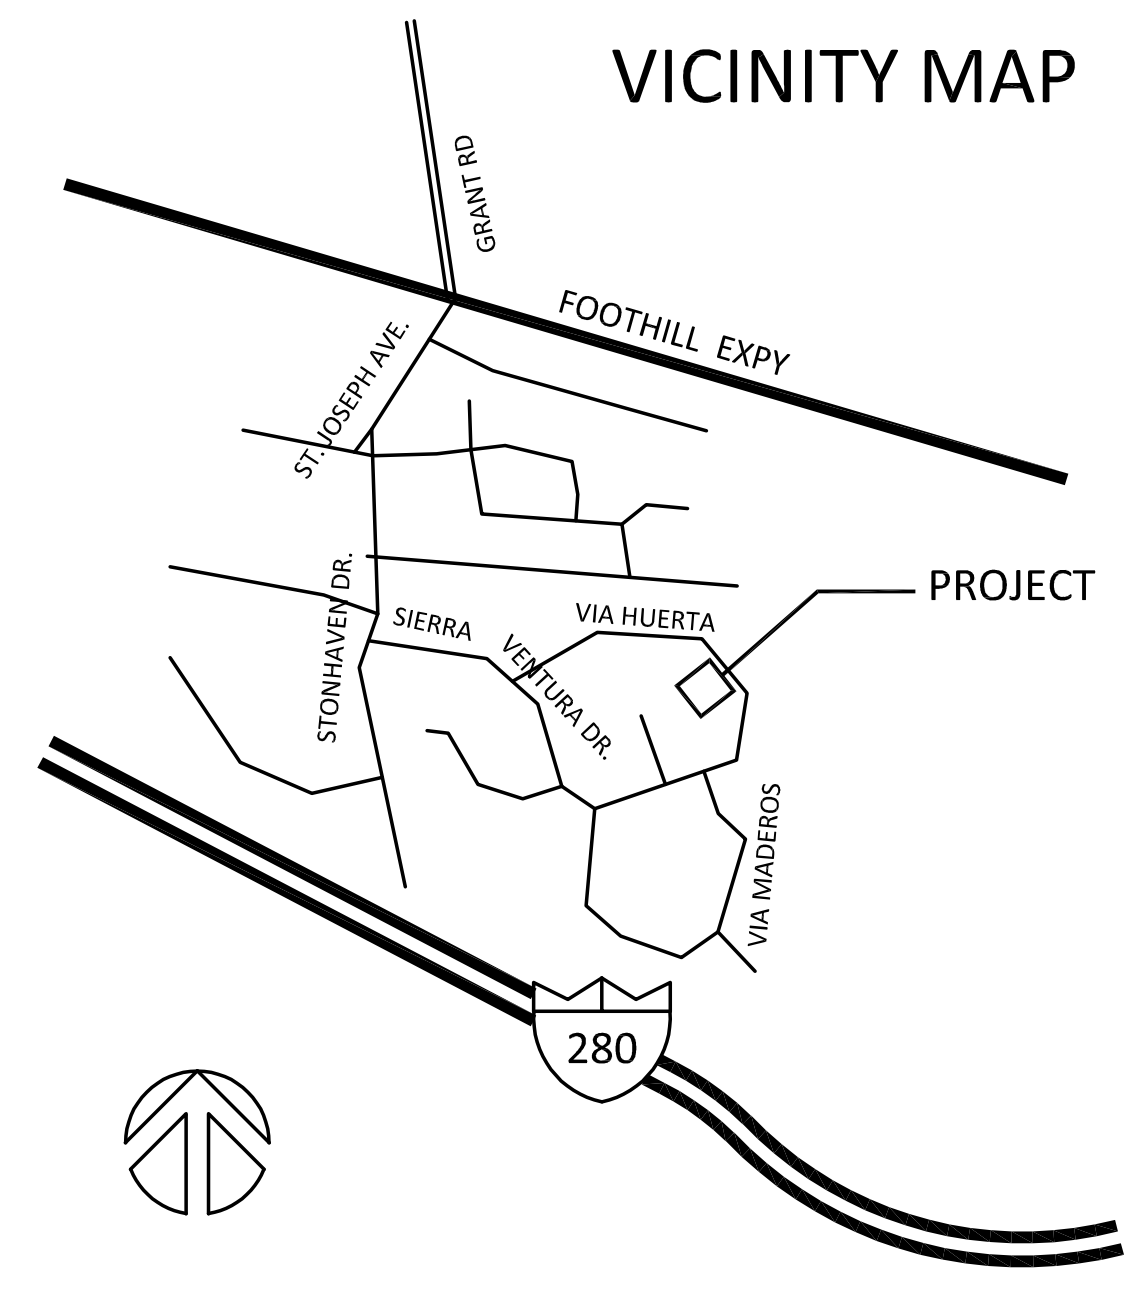 VICINITY MAP
GRANT RD
FOOTHILL EXPY
ST. JOSEPH AVE.
PROJECT
STONHAVEN DR.
SIERRA
VENTURA DR.
VIA HUERTA
VIA MADEROS
280